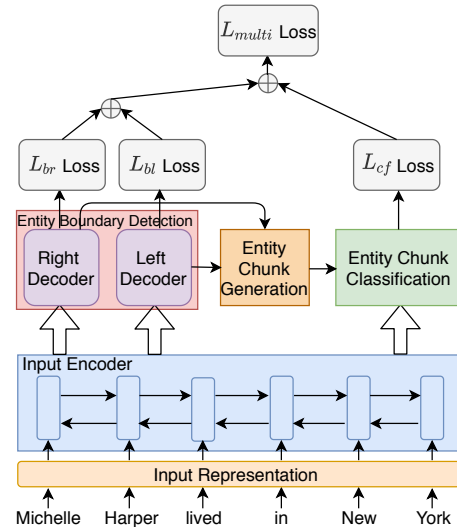 L_multi Loss
L_br Loss
L_bl Loss
L_cf Loss
Entity Boundary Detection
Right
Decoder
Left
Decoder
Entity
Chunk
Generation
Entity Chunk
Classification
Input Encoder
Input Representation
Michelle Harper lived in New York